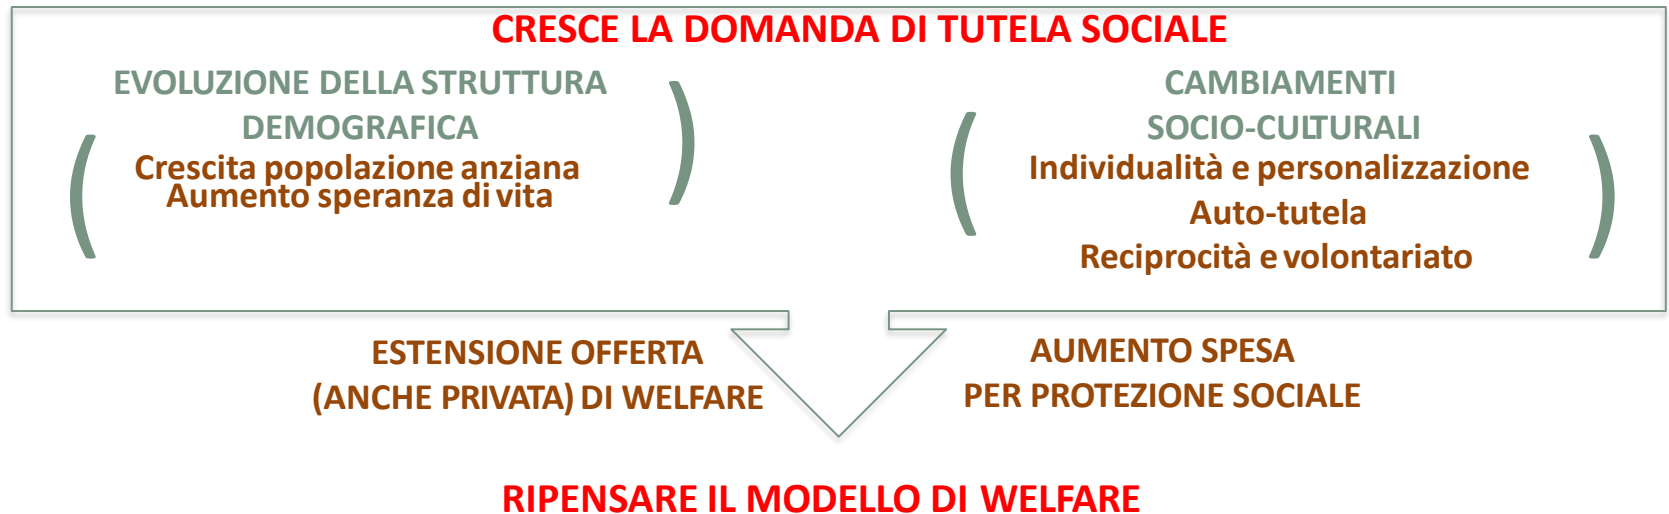 CRESCE LA DOMANDA DI TUTELA SOCIALE
EVOLUZIONE DELLA STRUTTURA
DEMOGRAFICA
Crescita popolazione anziana
Aumento speranza di vita
CAMBIAMENTI
SOCIO-CULTURALI
Individualità e personalizzazione
Auto-tutela
Reciprocità e volontariato
ESTENSIONE OFFERTA
(ANCHE PRIVATA) DI WELFARE
AUMENTO SPESA
PER PROTEZIONE SOCIALE
RIPENSARE IL MODELLO DI WELFARE